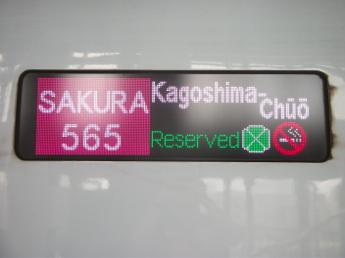 SAKURA
565
Kagoshima-
Chūō
Reserved